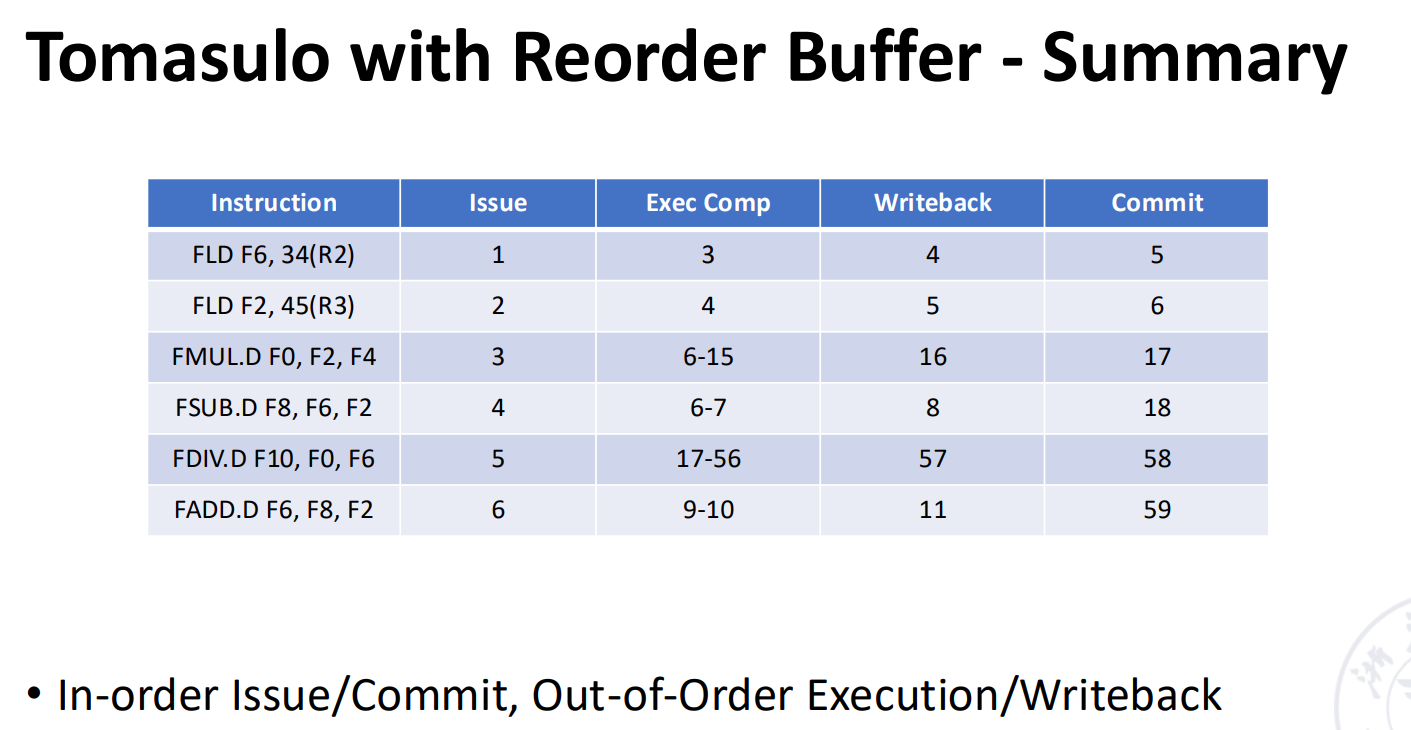 Tomasulo with Reorder Buffer - Summary
Instruction Issue Exec Comp Writeback Commit
FLD F6, 34(R2) 1 3 4 5
FLD F2, 45(R3) 2 4 5 6
FMUL.D F0, F2, F4 3 6-15 16 17
FSUB.D F8, F6, F2 4 6-7 8 18
FDIV.D F10, F0, F6 5 17-56 57 58
FADD.D F6, F8, F2 6 9-10 11 59
• In-order Issue/Commit, Out-of-Order Execution/Writeback